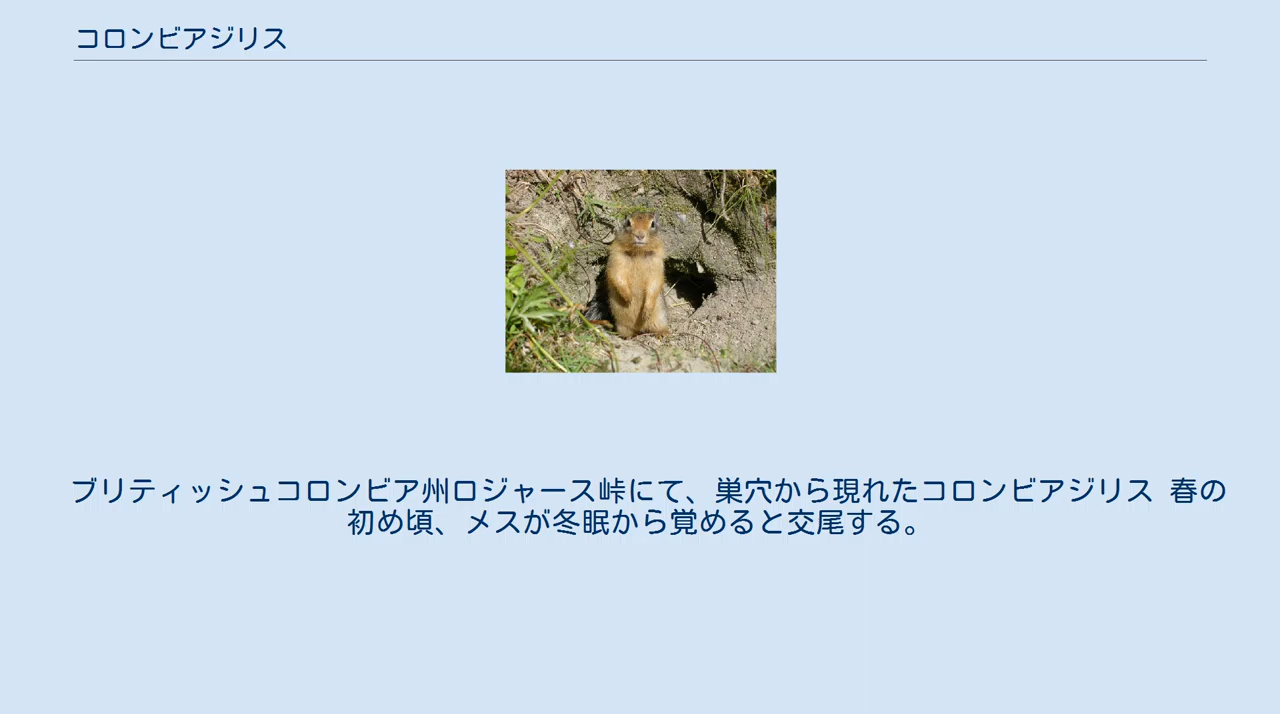 コロンビアジリス
ブリティッシュコロンビア州ロジャース峠にて、巣穴から現れたコロンビアジリス 春の
初め頃、メスが冬眠から覚めると交尾する。